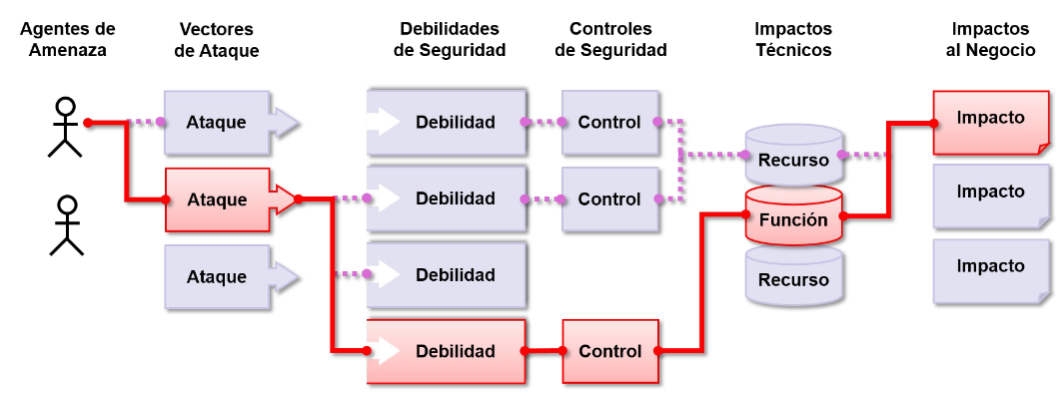 Agentes de
Amenaza
Vectores
de Ataque
Debilidades
de Seguridad
Controles
de Seguridad
Impactos
Técnicos
Impactos
al Negocio
Ataque
Debilidad
Control
Recurso
Impacto
Ataque
Debilidad
Control
Función
Impacto
Ataque
Debilidad
Recurso
Impacto
Debilidad
Control